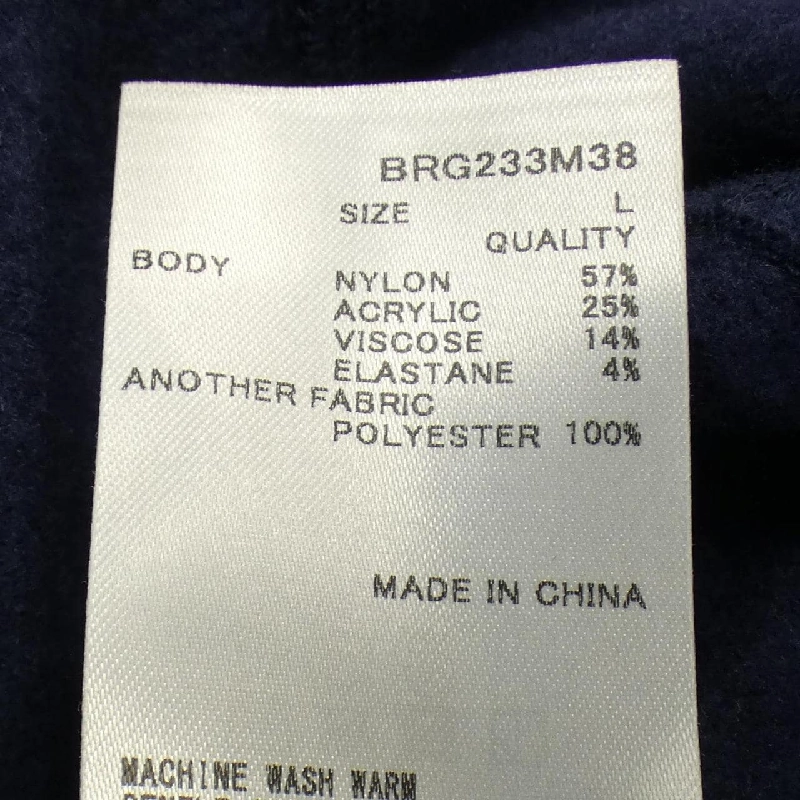 BRG233M38
SIZE L
QUALITY
BODY
NYLON 57%
ACRYLIC 25%
VISCOSE 14%
ELASTANE 4%
ANOTHER FABRIC
POLYESTER 100%
MADE IN CHINA
MACHINE WASH WARM